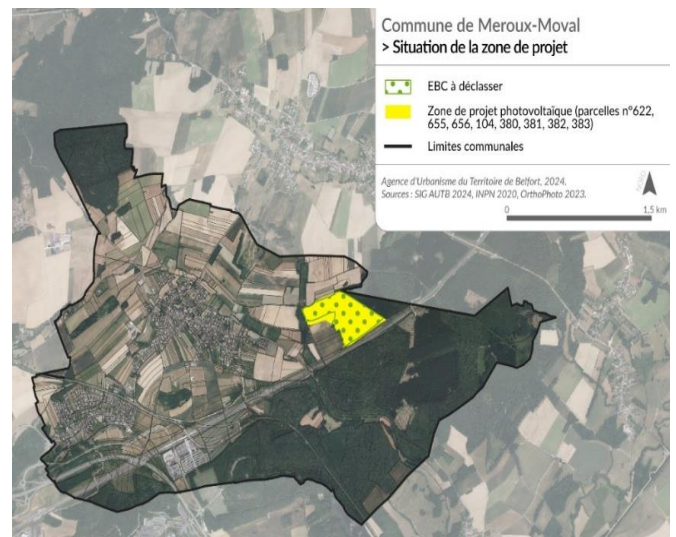 Commune de Meroux-Moval
> Situation de la zone de projet
EBC à déclasser
Zone de projet photovoltaïque (parcelles n°622,
655, 656, 104, 380, 381, 382, 383)
Limites communales
Agence d'Urbanisme du Territoire de Belfort, 2024.
Sources : SIG AUTB 2024, INPN 2020, OrthoPhoto 2023.
NORD
0 1,5 km